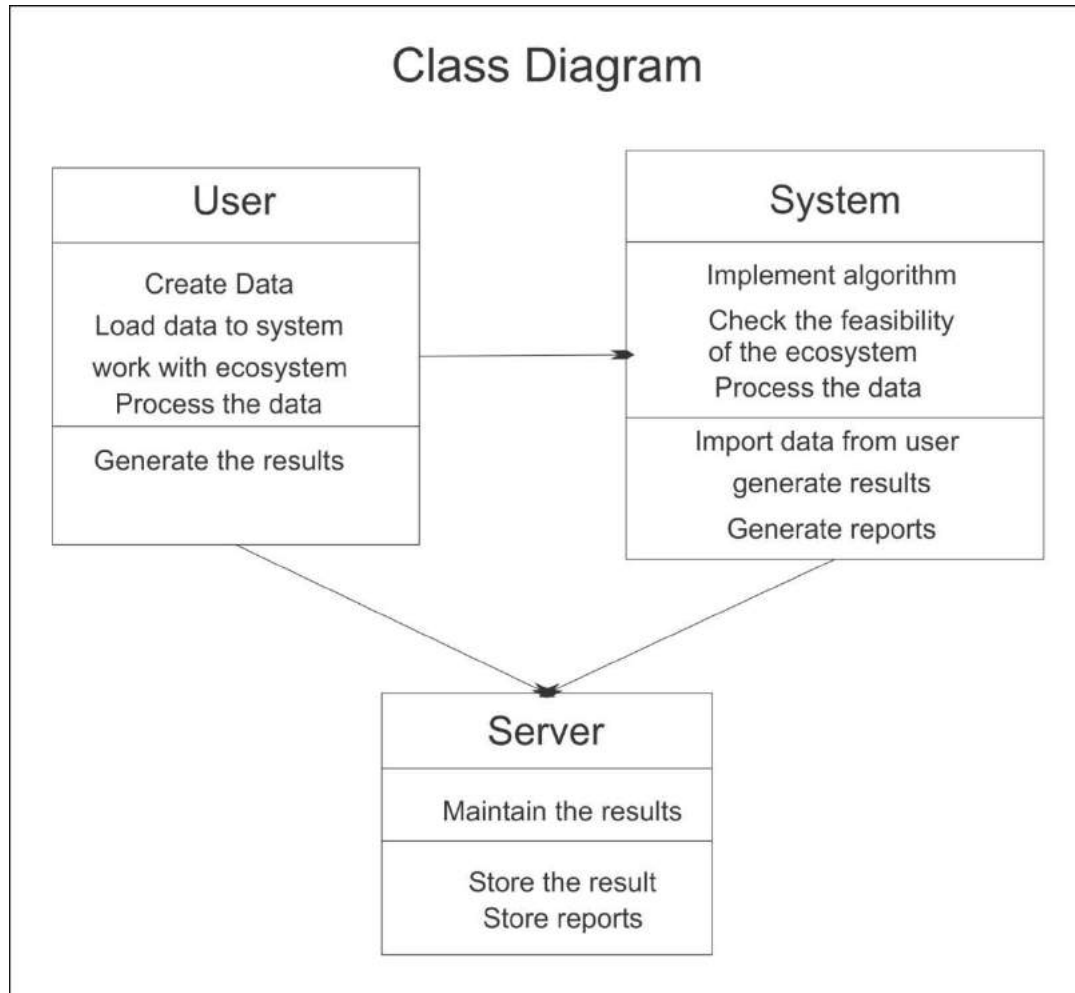 Class Diagram
User
Create Data
Load data to system
work with ecosystem
Process the data
Generate the results
System
Implement algorithm
Check the feasibility
of the ecosystem
Process the data
Import data from user
generate results
Generate reports
Server
Maintain the results
Store the result
Store reports